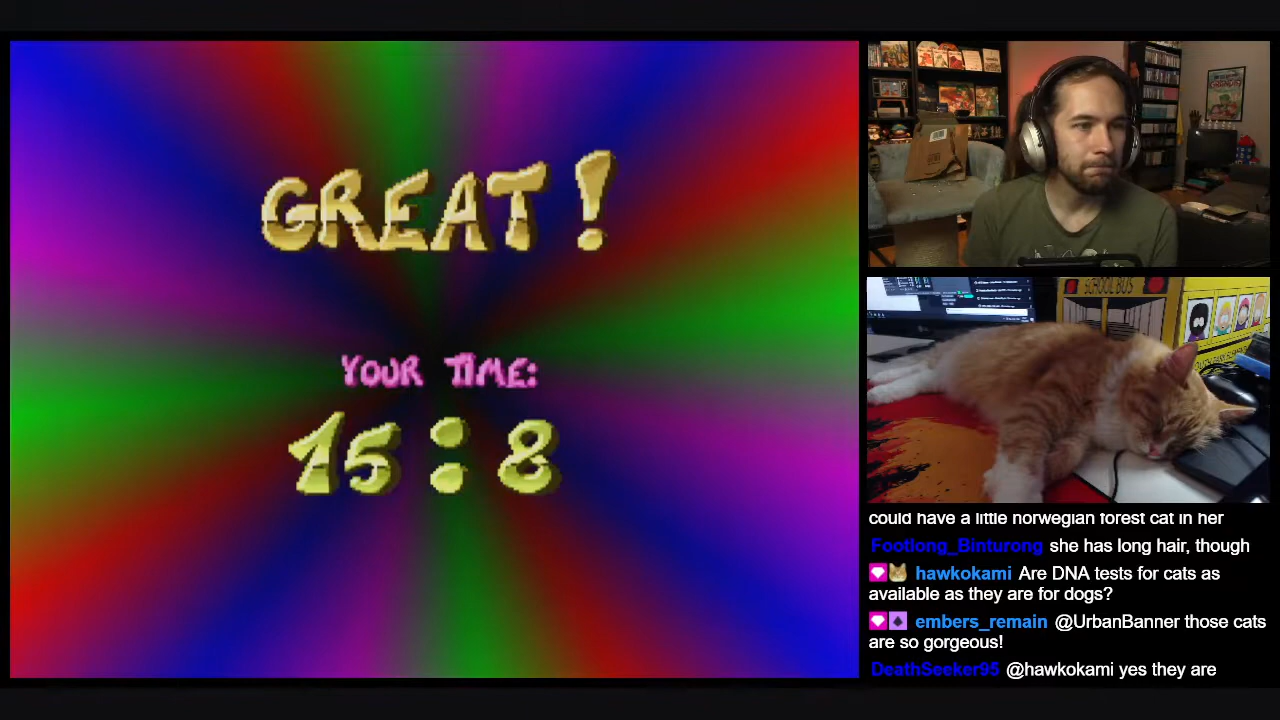 GREAT!
YOUR TIME:
15:8
SCHOOL BUS
could have a little norwegian forest cat in her
Footlong_Binturong she has long hair, though
hawkokami Are DNA tests for cats as
available as they are for dogs?
embers_remain @UrbanBanner those cats
are so gorgeous!
DeathSeeker95 @hawkokami yes they are